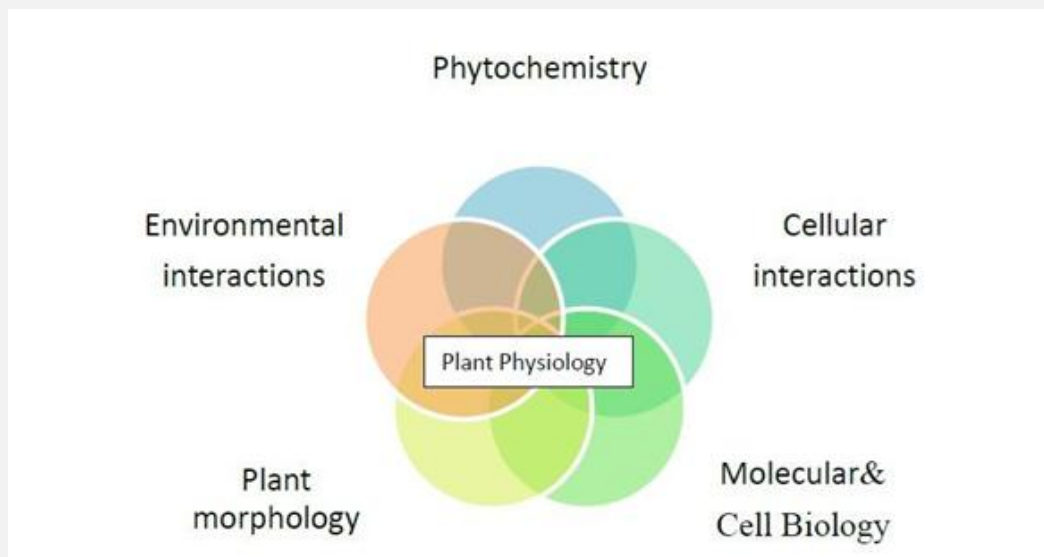 Phytochemistry
Environmental
interactions
Cellular
interactions
Plant Physiology
Plant
morphology
Molecular&
Cell Biology